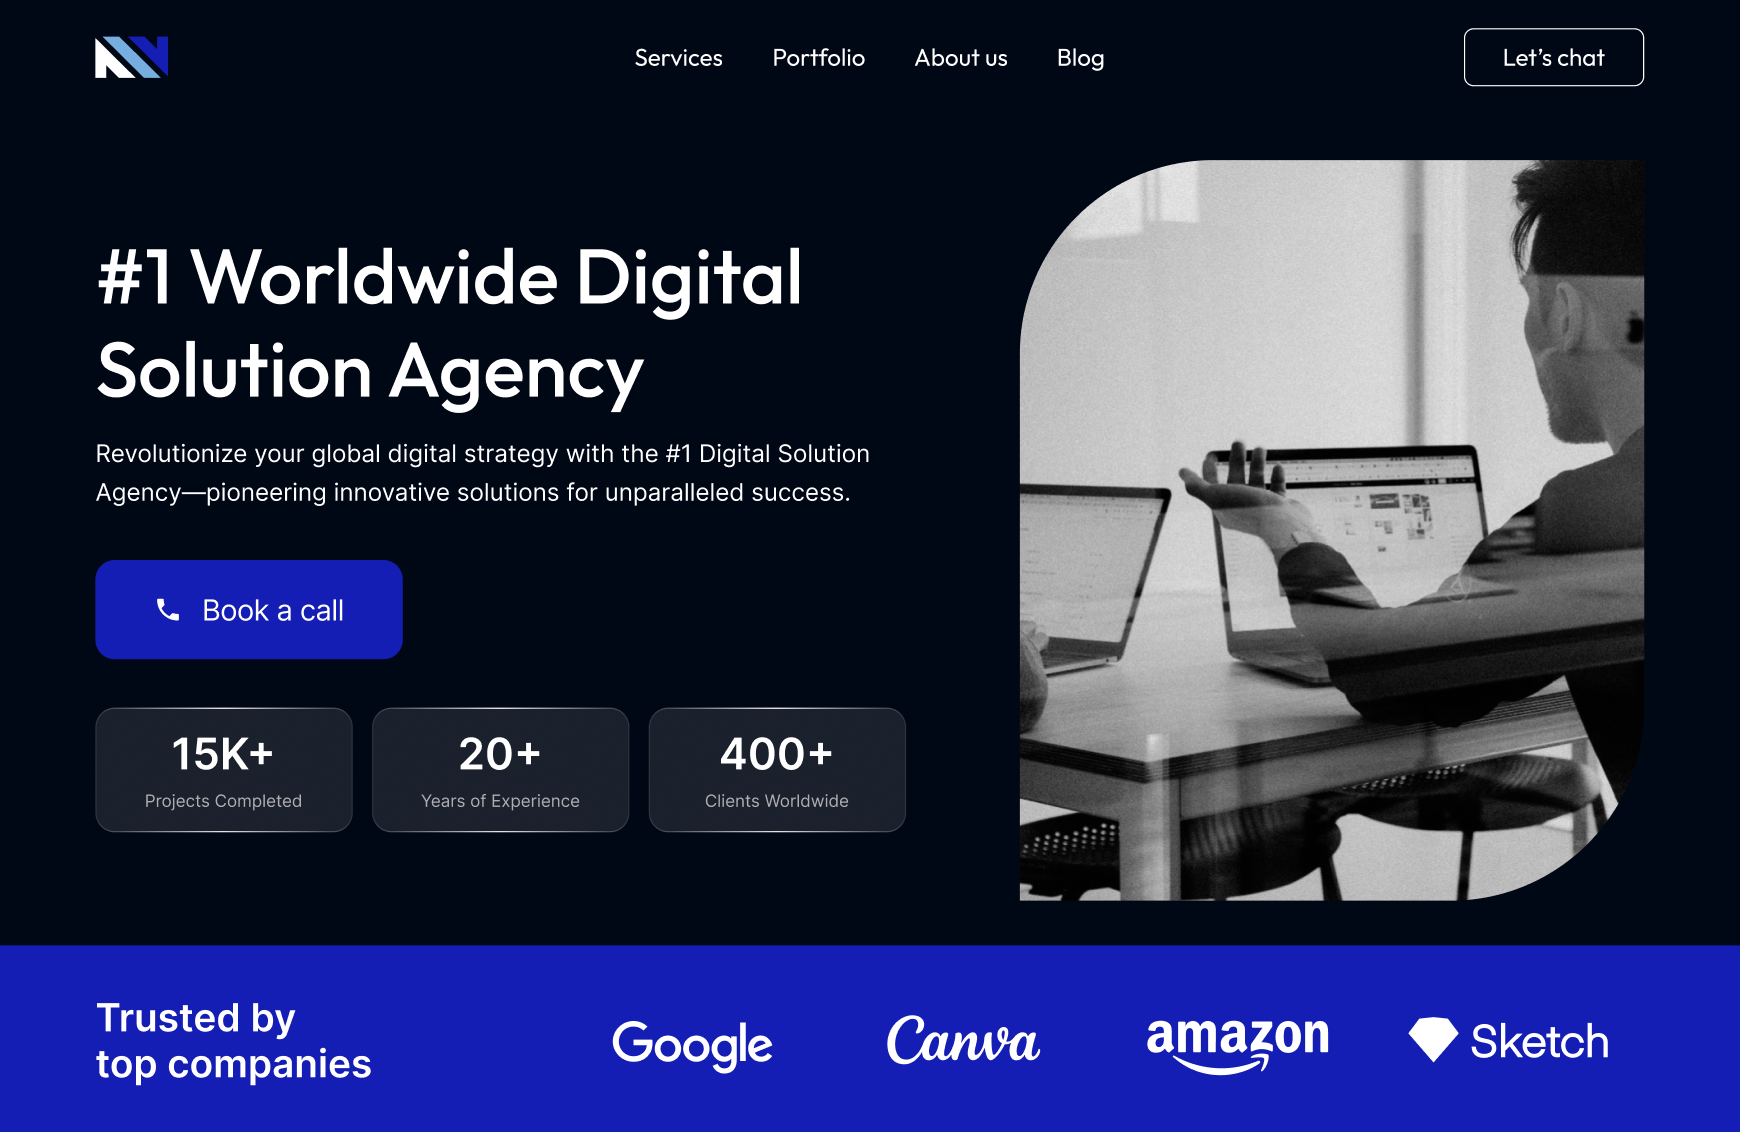 Services
Portfolio
About us
Blog
Let’s chat
#1 Worldwide Digital
Solution Agency
Revolutionize your global digital strategy with the #1 Digital Solution
Agency—pioneering innovative solutions for unparalleled success.
Book a call
15K+
Projects Completed
20+
Years of Experience
400+
Clients Worldwide
Trusted by
top companies
Google
Canva
amazon
Sketch